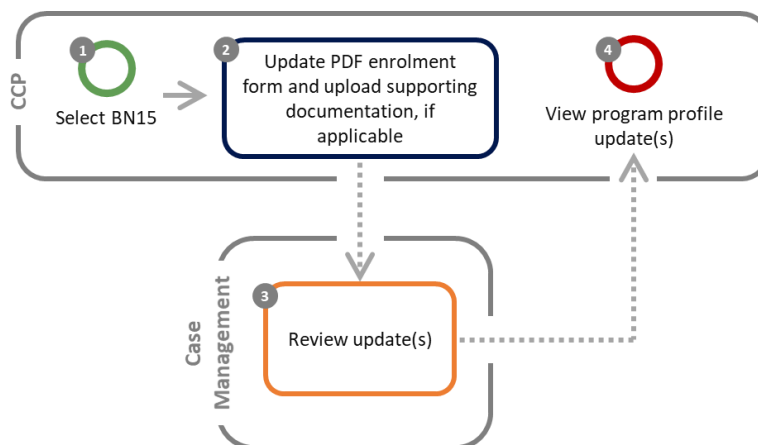 CCP
1
Select BN15
2
Update PDF enrolment
form and upload supporting
documentation, if
applicable
4
View program profile
update(s)
Case
Management
3
Review update(s)